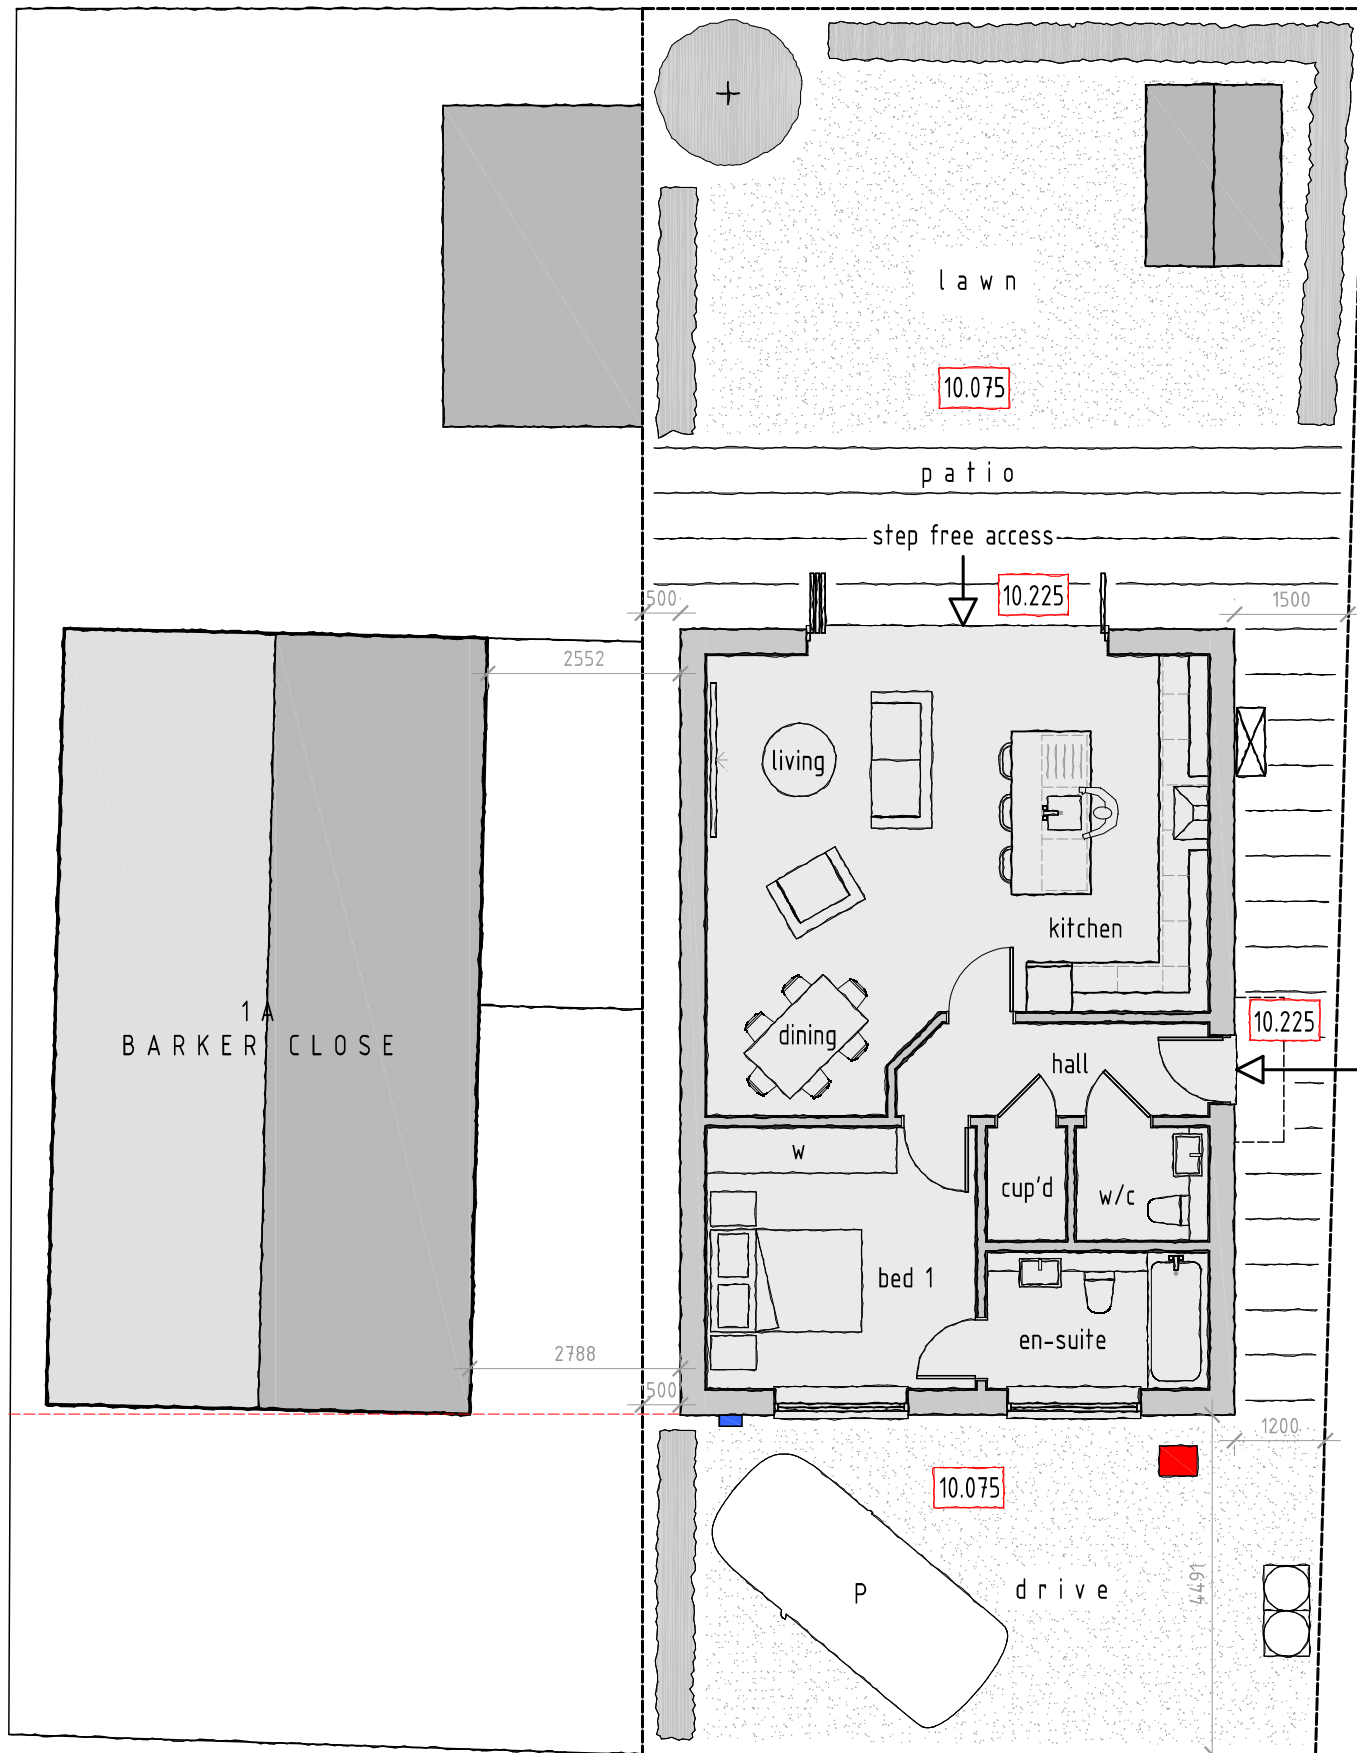 lawn
10.075
patio
step free access
10.225
500
1500
2552
living
kitchen
1 A
BARKER CLOSE
dining
10.225
hall
W
cup'd
w/c
bed 1
en-suite
2788
500
1200
10.075
P
drive
4491